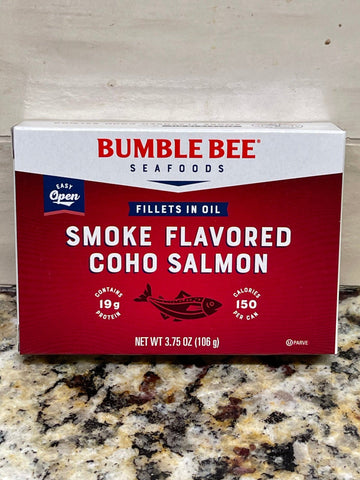 BUMBLE BEE®
SEAFOODS
EASY
Open
FILLETS IN OIL
SMOKE FLAVORED
COHO SALMON
CONTAINS
19g
PROTEIN
CALORIES
150
PER CAN
NET WT 3.75 OZ (106 g)
U PARVE